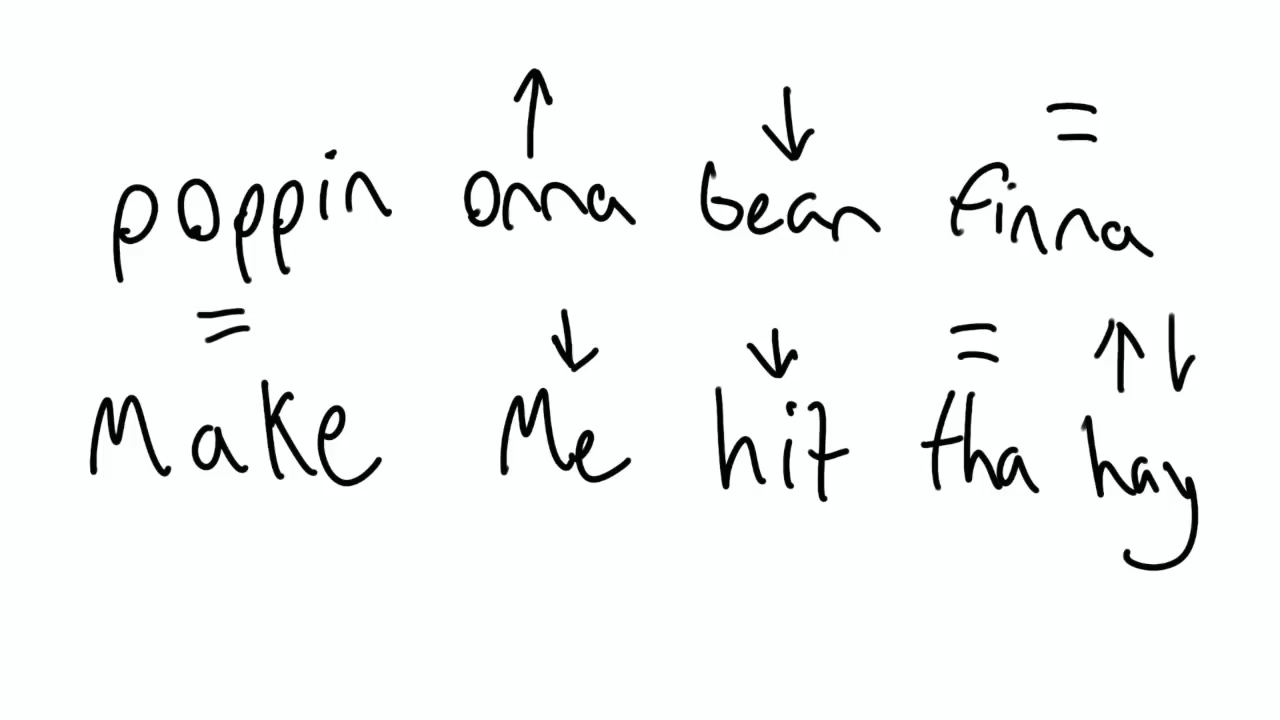 ↑ ↓ =
poppin onna bean finna
= ↓ ↓ = ↑ ⇂
Make Me hit tha hay